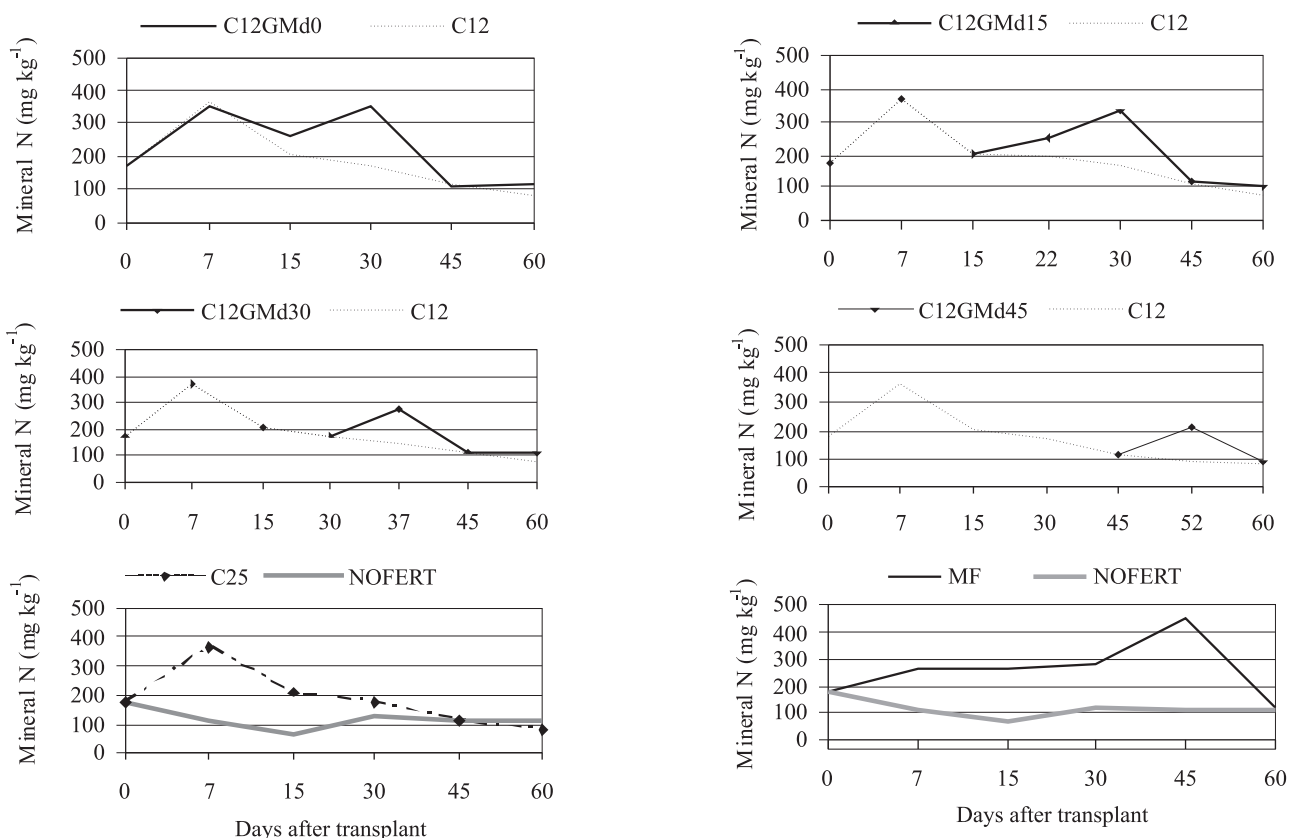 C12GMd0 C12
Mineral N (mg kg-1)
500
400
300
200
100
0
0 7 15 30 45 60
C12GMd15 C12
Mineral N (mg kg-1)
500
400
300
200
100
0
0 7 15 22 30 45 60
C12GMd30 C12
Mineral N (mg kg-1)
500
400
300
200
100
0
0 7 15 30 37 45 60
C12GMd45 C12
Mineral N (mg kg-1)
500
400
300
200
100
0
0 7 15 30 45 52 60
C25 NOFERT
Mineral N (mg kg-1)
500
400
300
200
100
0
0 7 15 30 45 60
Days after transplant
MF NOFERT
Mineral N (mg kg-1)
500
400
300
200
100
0
0 7 15 30 45 60
Days after transplant